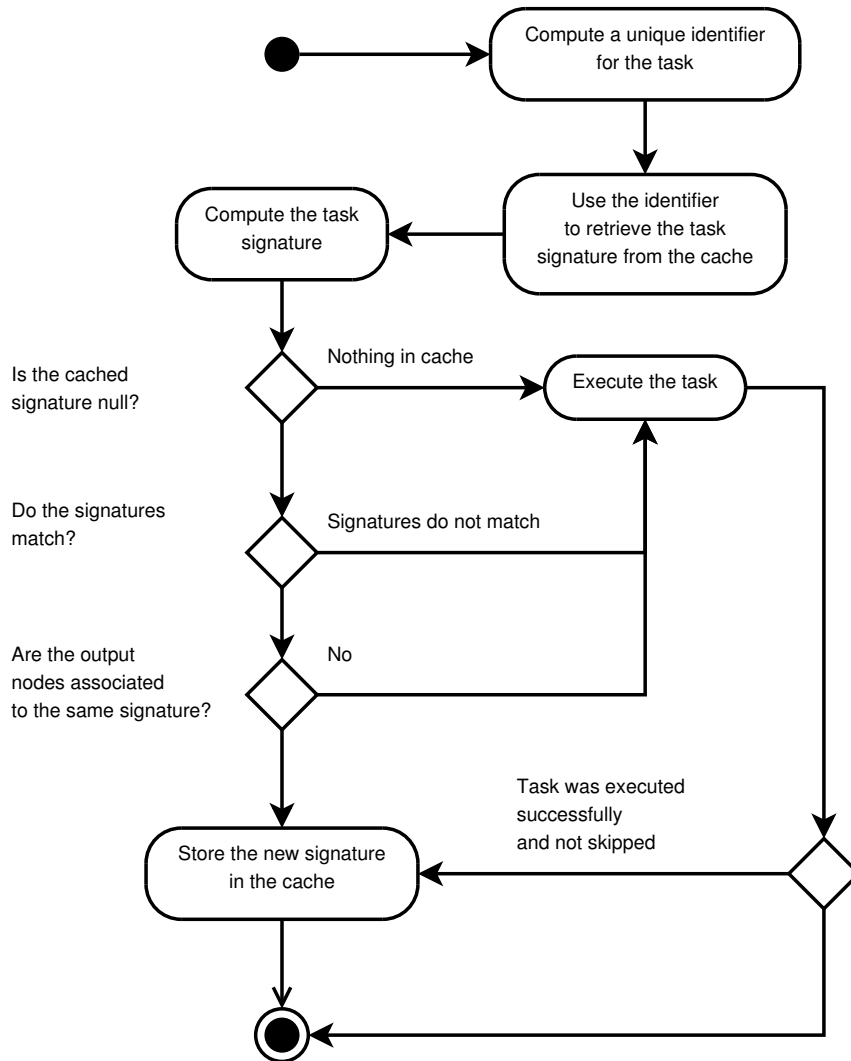 Compute a unique identifier
for the task
Use the identifier
to retrieve the task
signature from the cache
Compute the task
signature
Is the cached
signature null?
Nothing in cache
Execute the task
Do the signatures
match?
Signatures do not match
Are the output
nodes associated
to the same signature?
No
Task was executed
successfully
and not skipped
Store the new signature
in the cache